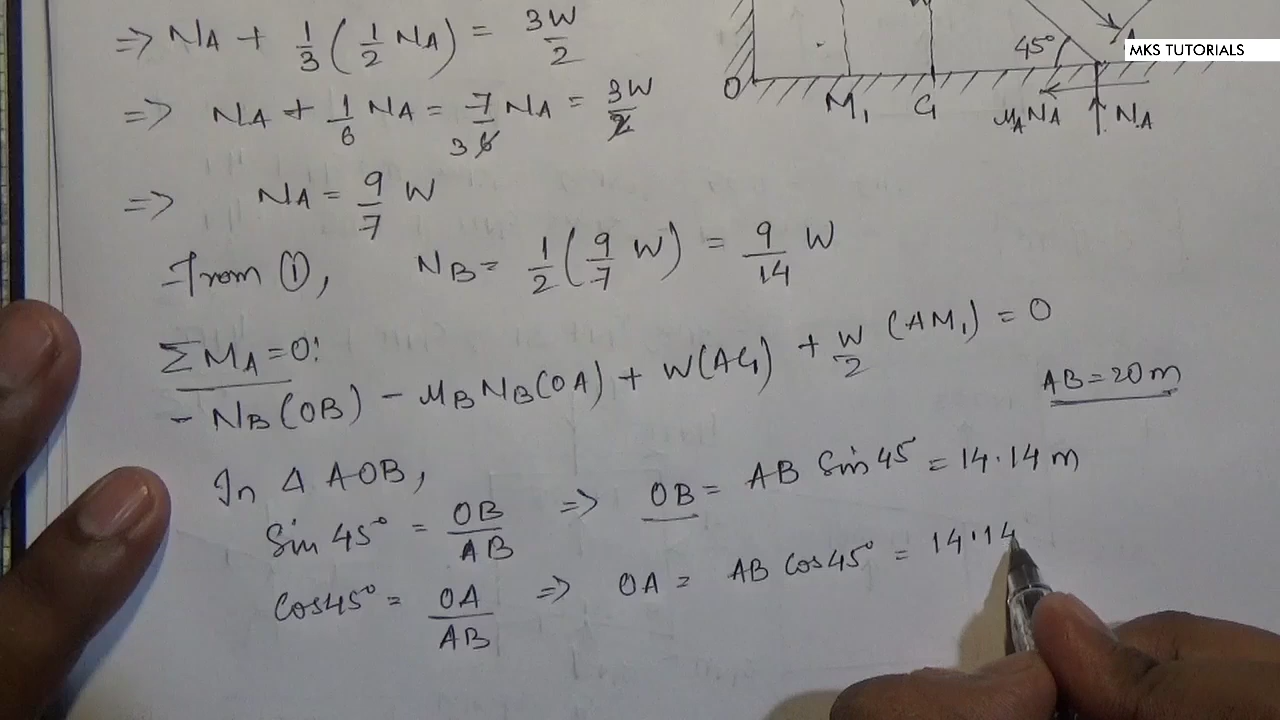 => NA + 1/3 (1/2 NA) = 3W/2
=> NA + 1/6 NA = 7/6 NA = 3W/2
3
=> NA = 9/7 W
From ①, NB = 1/2 (9/7 W) = 9/14 W
ΣMA=0:
- NB (OB) - μB NB (OA) + W(AG) + W/2 (AM1) = 0
AB = 20m
In Δ AOB,
Sin 45° = OB/AB => OB = AB Sin 45° = 14.14 m
Cos45° = OA/AB => OA = AB Cos45° = 14.14
45°
O M1 G μA NA NA
A
MKS TUTORIALS